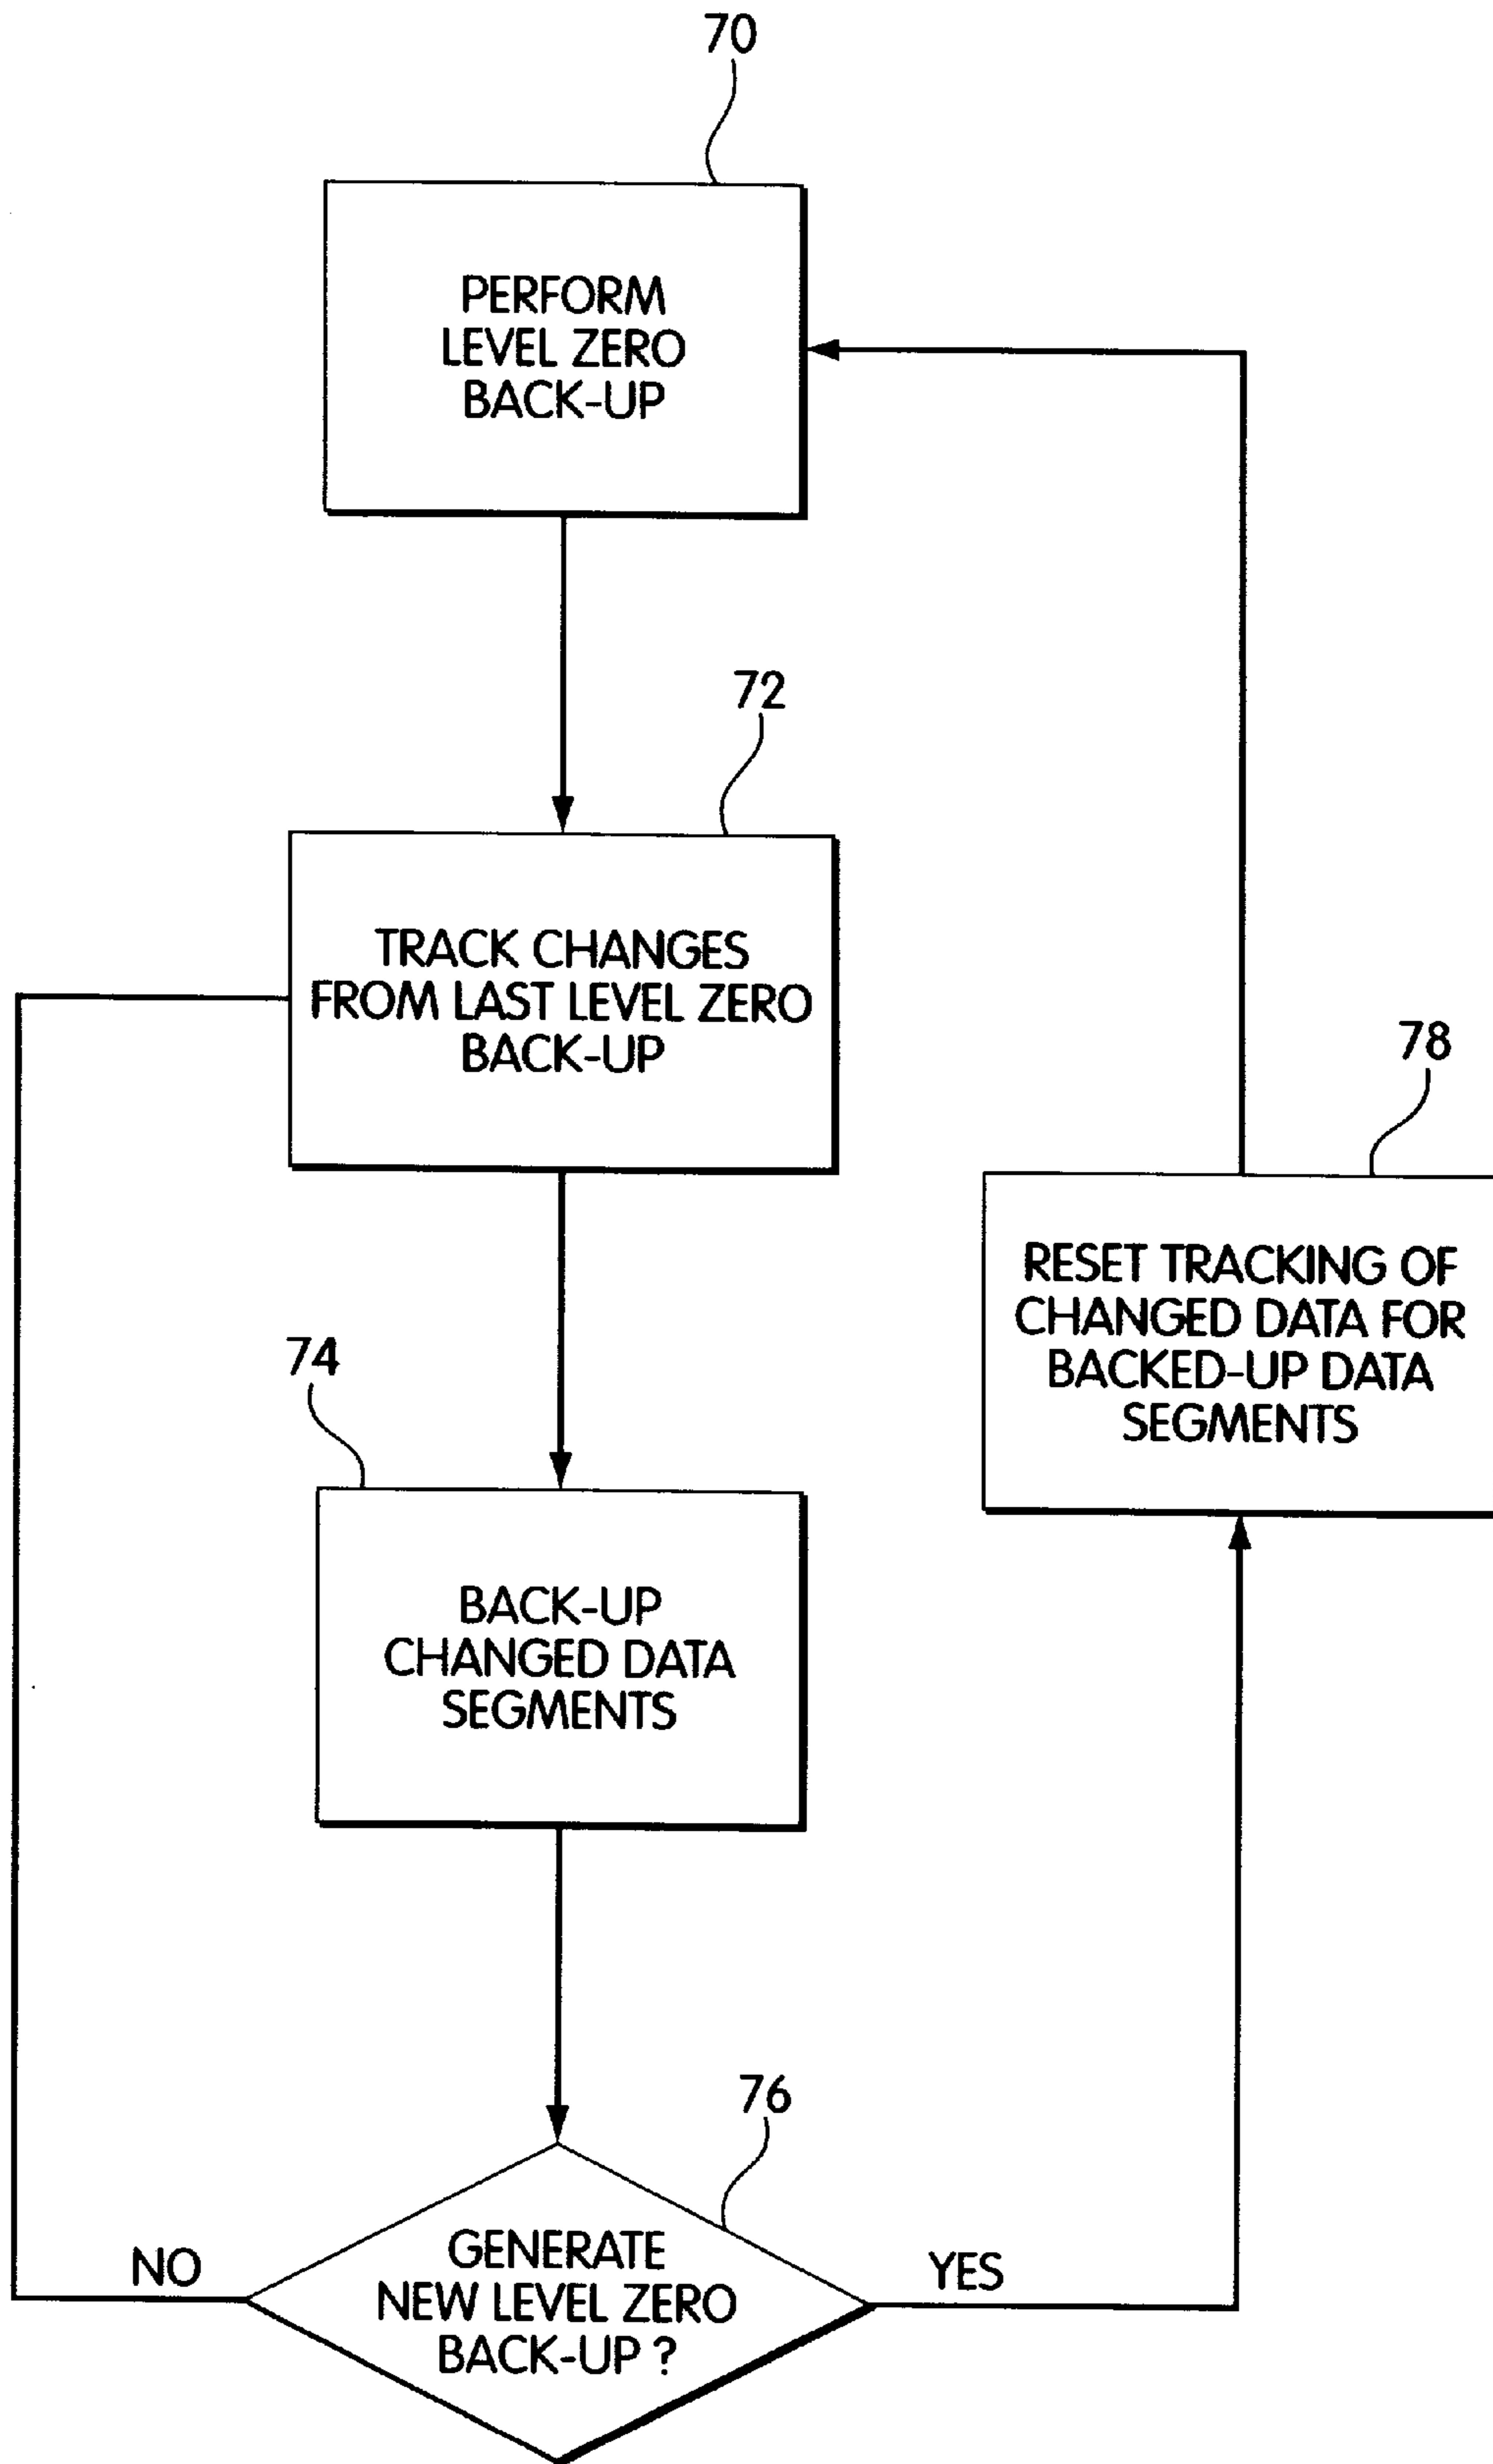 70
PERFORM
LEVEL ZERO
BACK-UP
72
TRACK CHANGES
FROM LAST LEVEL ZERO
BACK-UP
78
RESET TRACKING OF
CHANGED DATA FOR
BACKED-UP DATA
SEGMENTS
74
BACK-UP
CHANGED DATA
SEGMENTS
76
GENERATE
NEW LEVEL ZERO
BACK-UP ?
NO
YES